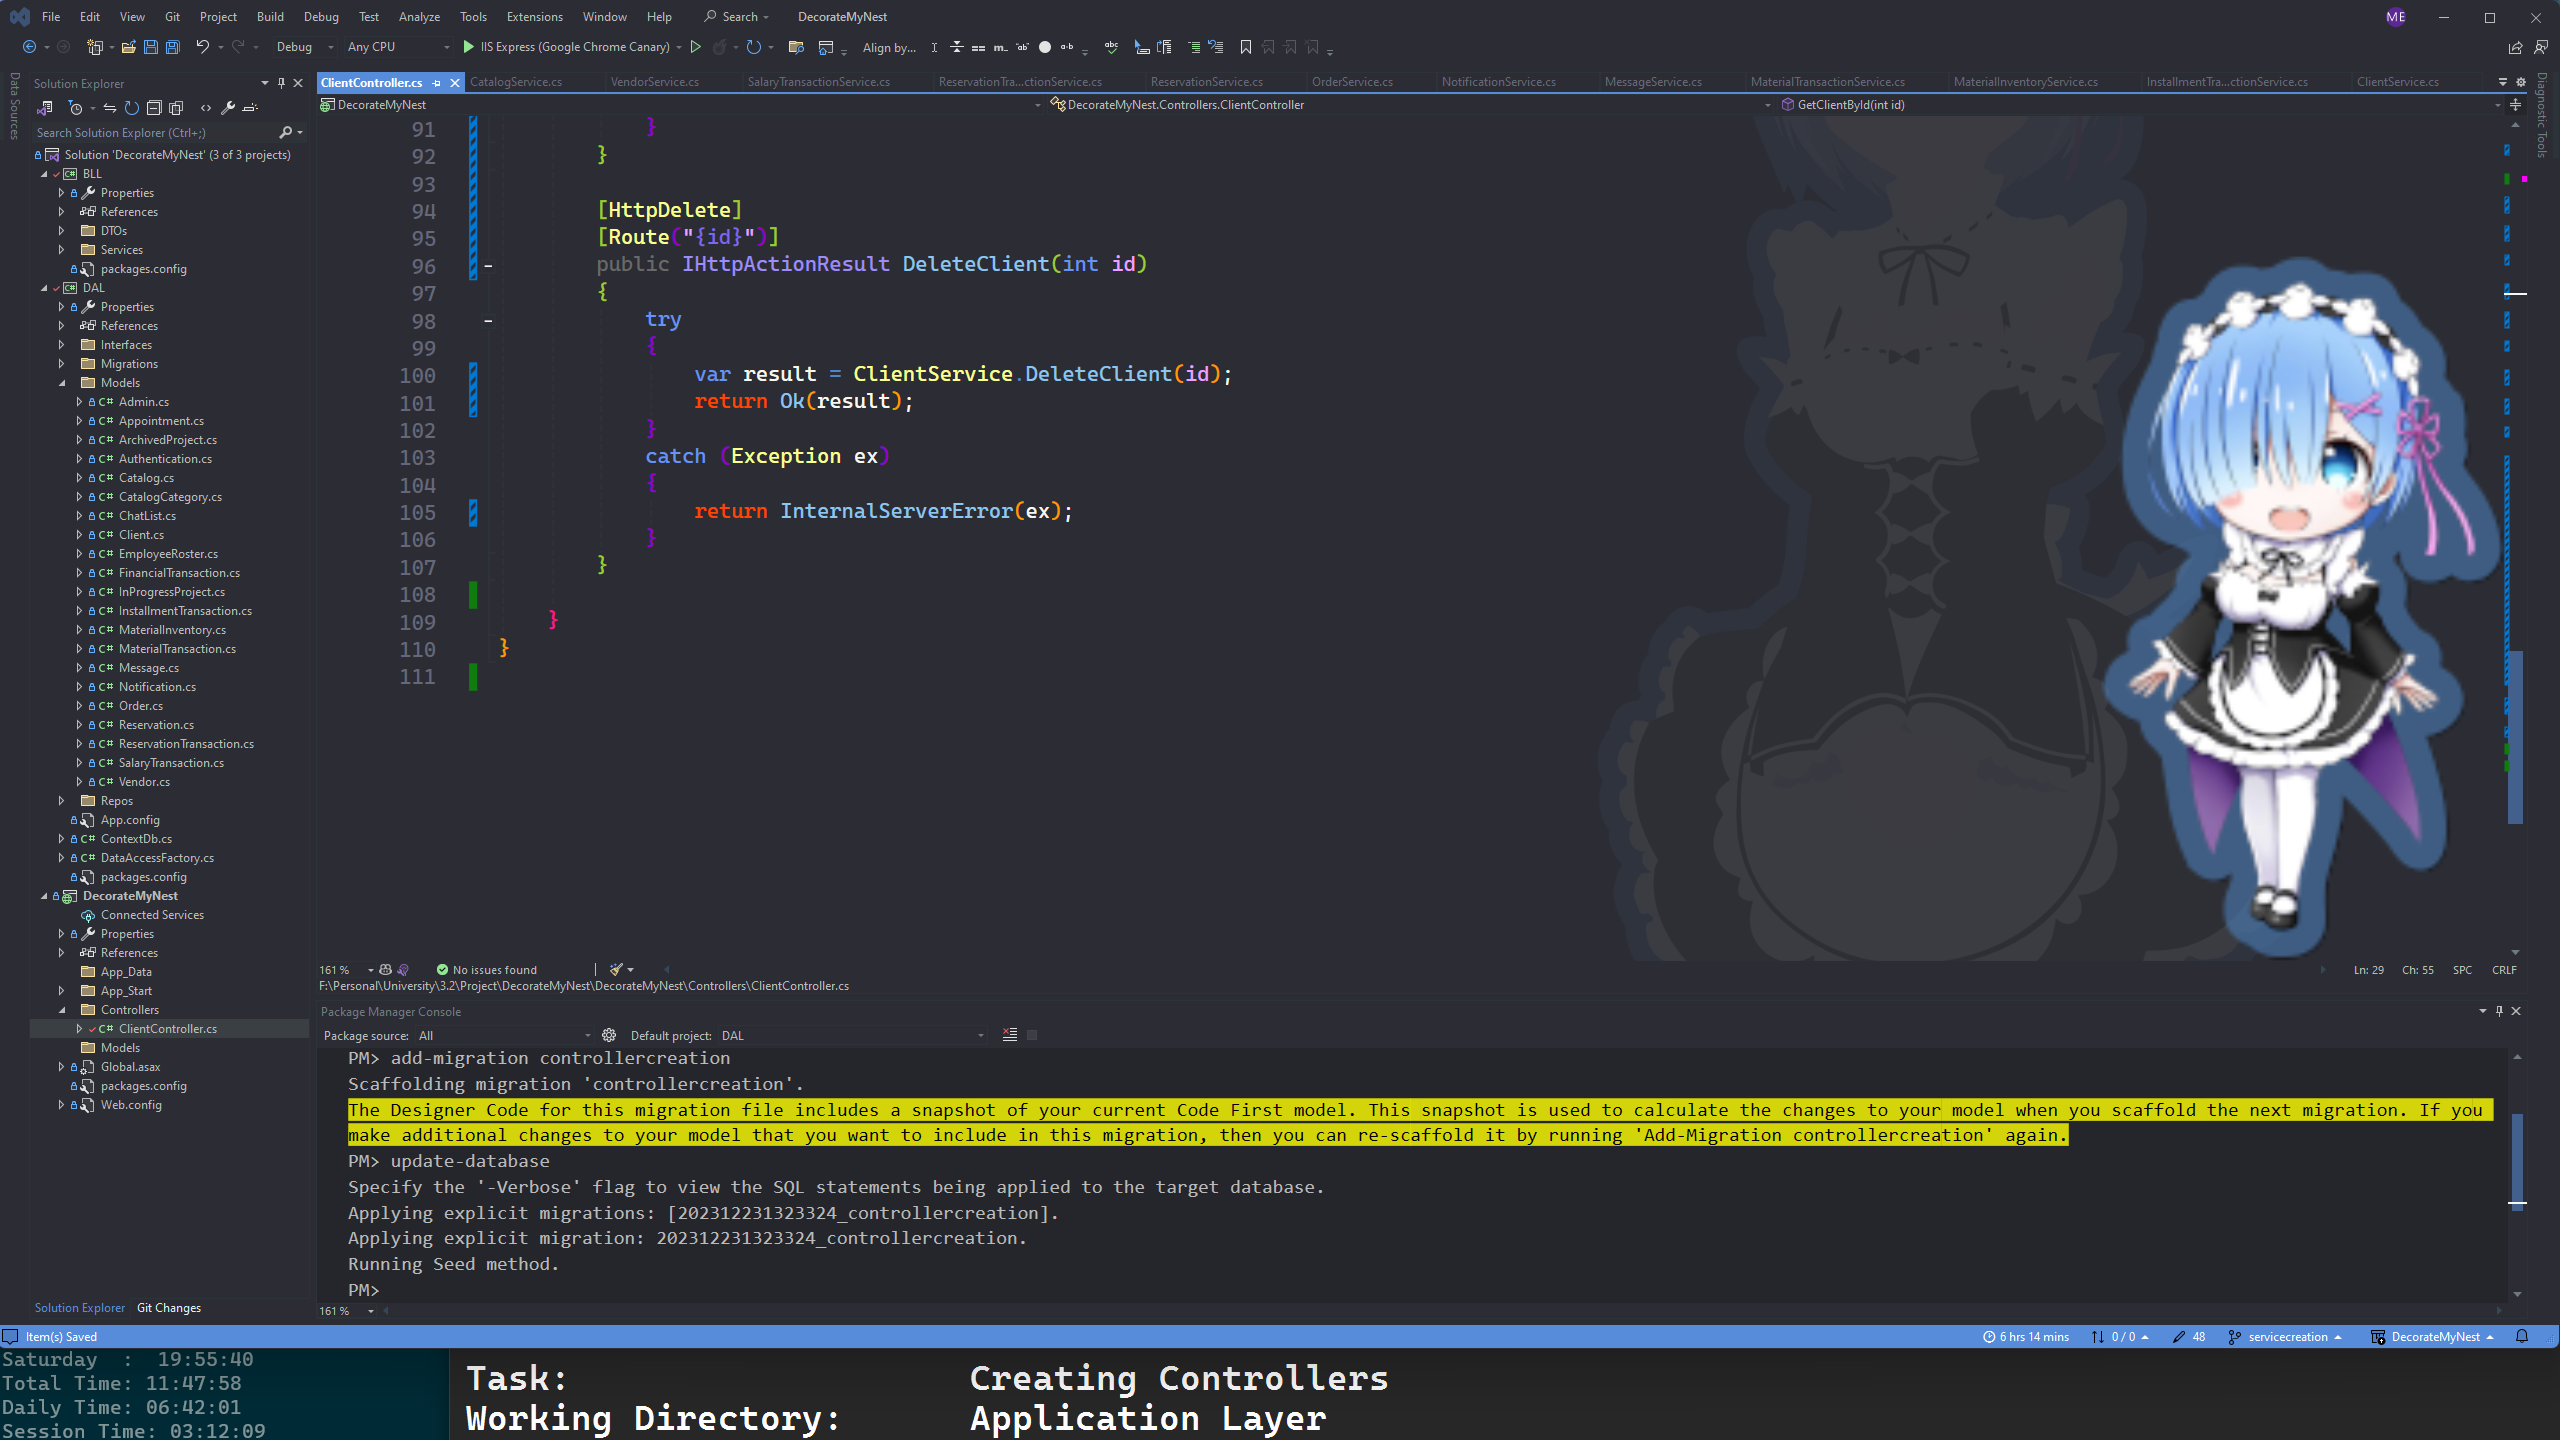 File Edit View Git Project Build Debug Test Analyze Tools Extensions Window Help Search DecorateMyNest ME
Debug Any CPU IIS Express (Google Chrome Canary) Align by...
Data Sources
Solution Explorer
Search Solution Explorer (Ctrl+;)
Solution 'DecorateMyNest' (3 of 3 projects)
BLL
Properties
References
DTOs
Services
packages.config
DAL
Properties
References
Interfaces
Migrations
Models
C# Admin.cs
C# Appointment.cs
C# ArchivedProject.cs
C# Authentication.cs
C# Catalog.cs
C# CatalogCategory.cs
C# ChatList.cs
C# Client.cs
C# EmployeeRoster.cs
C# FinancialTransaction.cs
C# InProgressProject.cs
C# InstallmentTransaction.cs
C# MaterialInventory.cs
C# MaterialTransaction.cs
C# Message.cs
C# Notification.cs
C# Order.cs
C# Reservation.cs
C# ReservationTransaction.cs
C# SalaryTransaction.cs
C# Vendor.cs
Repos
App.config
C# ContextDb.cs
C# DataAccessFactory.cs
packages.config
DecorateMyNest
Connected Services
Properties
References
App_Data
App_Start
Controllers
C# ClientController.cs
Models
Global.asax
packages.config
Web.config
Solution Explorer Git Changes
ClientController.cs CatalogService.cs VendorService.cs SalaryTransactionService.cs ReservationTra...ctionService.cs ReservationService.cs OrderService.cs NotificationService.cs MessageService.cs MaterialTransactionService.cs MaterialInventoryService.cs InstallmentTra...ctionService.cs ClientService.cs
DecorateMyNest DecorateMyNest.Controllers.ClientController GetClientById(int id)
Diagnostic Tools
91 }
92 }
93
94 [HttpDelete]
95 [Route("{id}")]
96 public IHttpActionResult DeleteClient(int id)
97 {
98 try
99 {
100 var result = ClientService.DeleteClient(id);
101 return Ok(result);
102 }
103 catch (Exception ex)
104 {
105 return InternalServerError(ex);
106 }
107 }
108
109 }
110 }
111
161 % No issues found Ln: 29 Ch: 55 SPC CRLF
F:\Personal\University\3.2\Project\DecorateMyNest\DecorateMyNest\Controllers\ClientController.cs
Package Manager Console
Package source: All Default project: DAL
PM> add-migration controllercreation
Scaffolding migration 'controllercreation'.
The Designer Code for this migration file includes a snapshot of your current Code First model. This snapshot is used to calculate the changes to your model when you scaffold the next migration. If you
make additional changes to your model that you want to include in this migration, then you can re-scaffold it by running 'Add-Migration controllercreation' again.
PM> update-database
Specify the '-Verbose' flag to view the SQL statements being applied to the target database.
Applying explicit migrations: [202312231323324_controllercreation].
Applying explicit migration: 202312231323324_controllercreation.
Running Seed method.
PM>
161 %
Item(s) Saved 6 hrs 14 mins 0 / 0 48 servicecreation DecorateMyNest
Saturday : 19:55:40
Total Time: 11:47:58
Daily Time: 06:42:01
Session Time: 03:12:09
Task: Creating Controllers
Working Directory: Application Layer